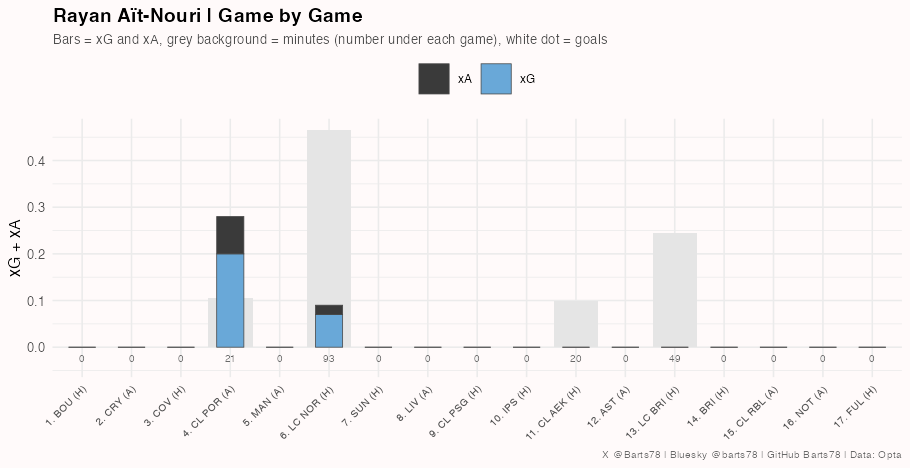 Rayan Aït-Nouri | Game by Game
Bars = xG and xA, grey background = minutes (number under each game), white dot = goals
xA xG
xG + xA
0.4
0.3
0.2
0.1
0.0
0 0 0 21 0 93 0 0 0 0 20 0 49 0 0 0 0
1. BOU (H)
2. CRY (A)
3. COV (H)
4. CL POR (A)
5. MAN (A)
6. LC NOR (H)
7. SUN (H)
8. LIV (A)
9. CL PSG (H)
10. IPS (H)
11. CL AEK (H)
12. AST (A)
13. LC BRI (H)
14. BRI (H)
15. CL RBL (A)
16. NOT (A)
17. FUL (H)
X @Barts78 | Bluesky @barts78 | GitHub Barts78 | Data: Opta